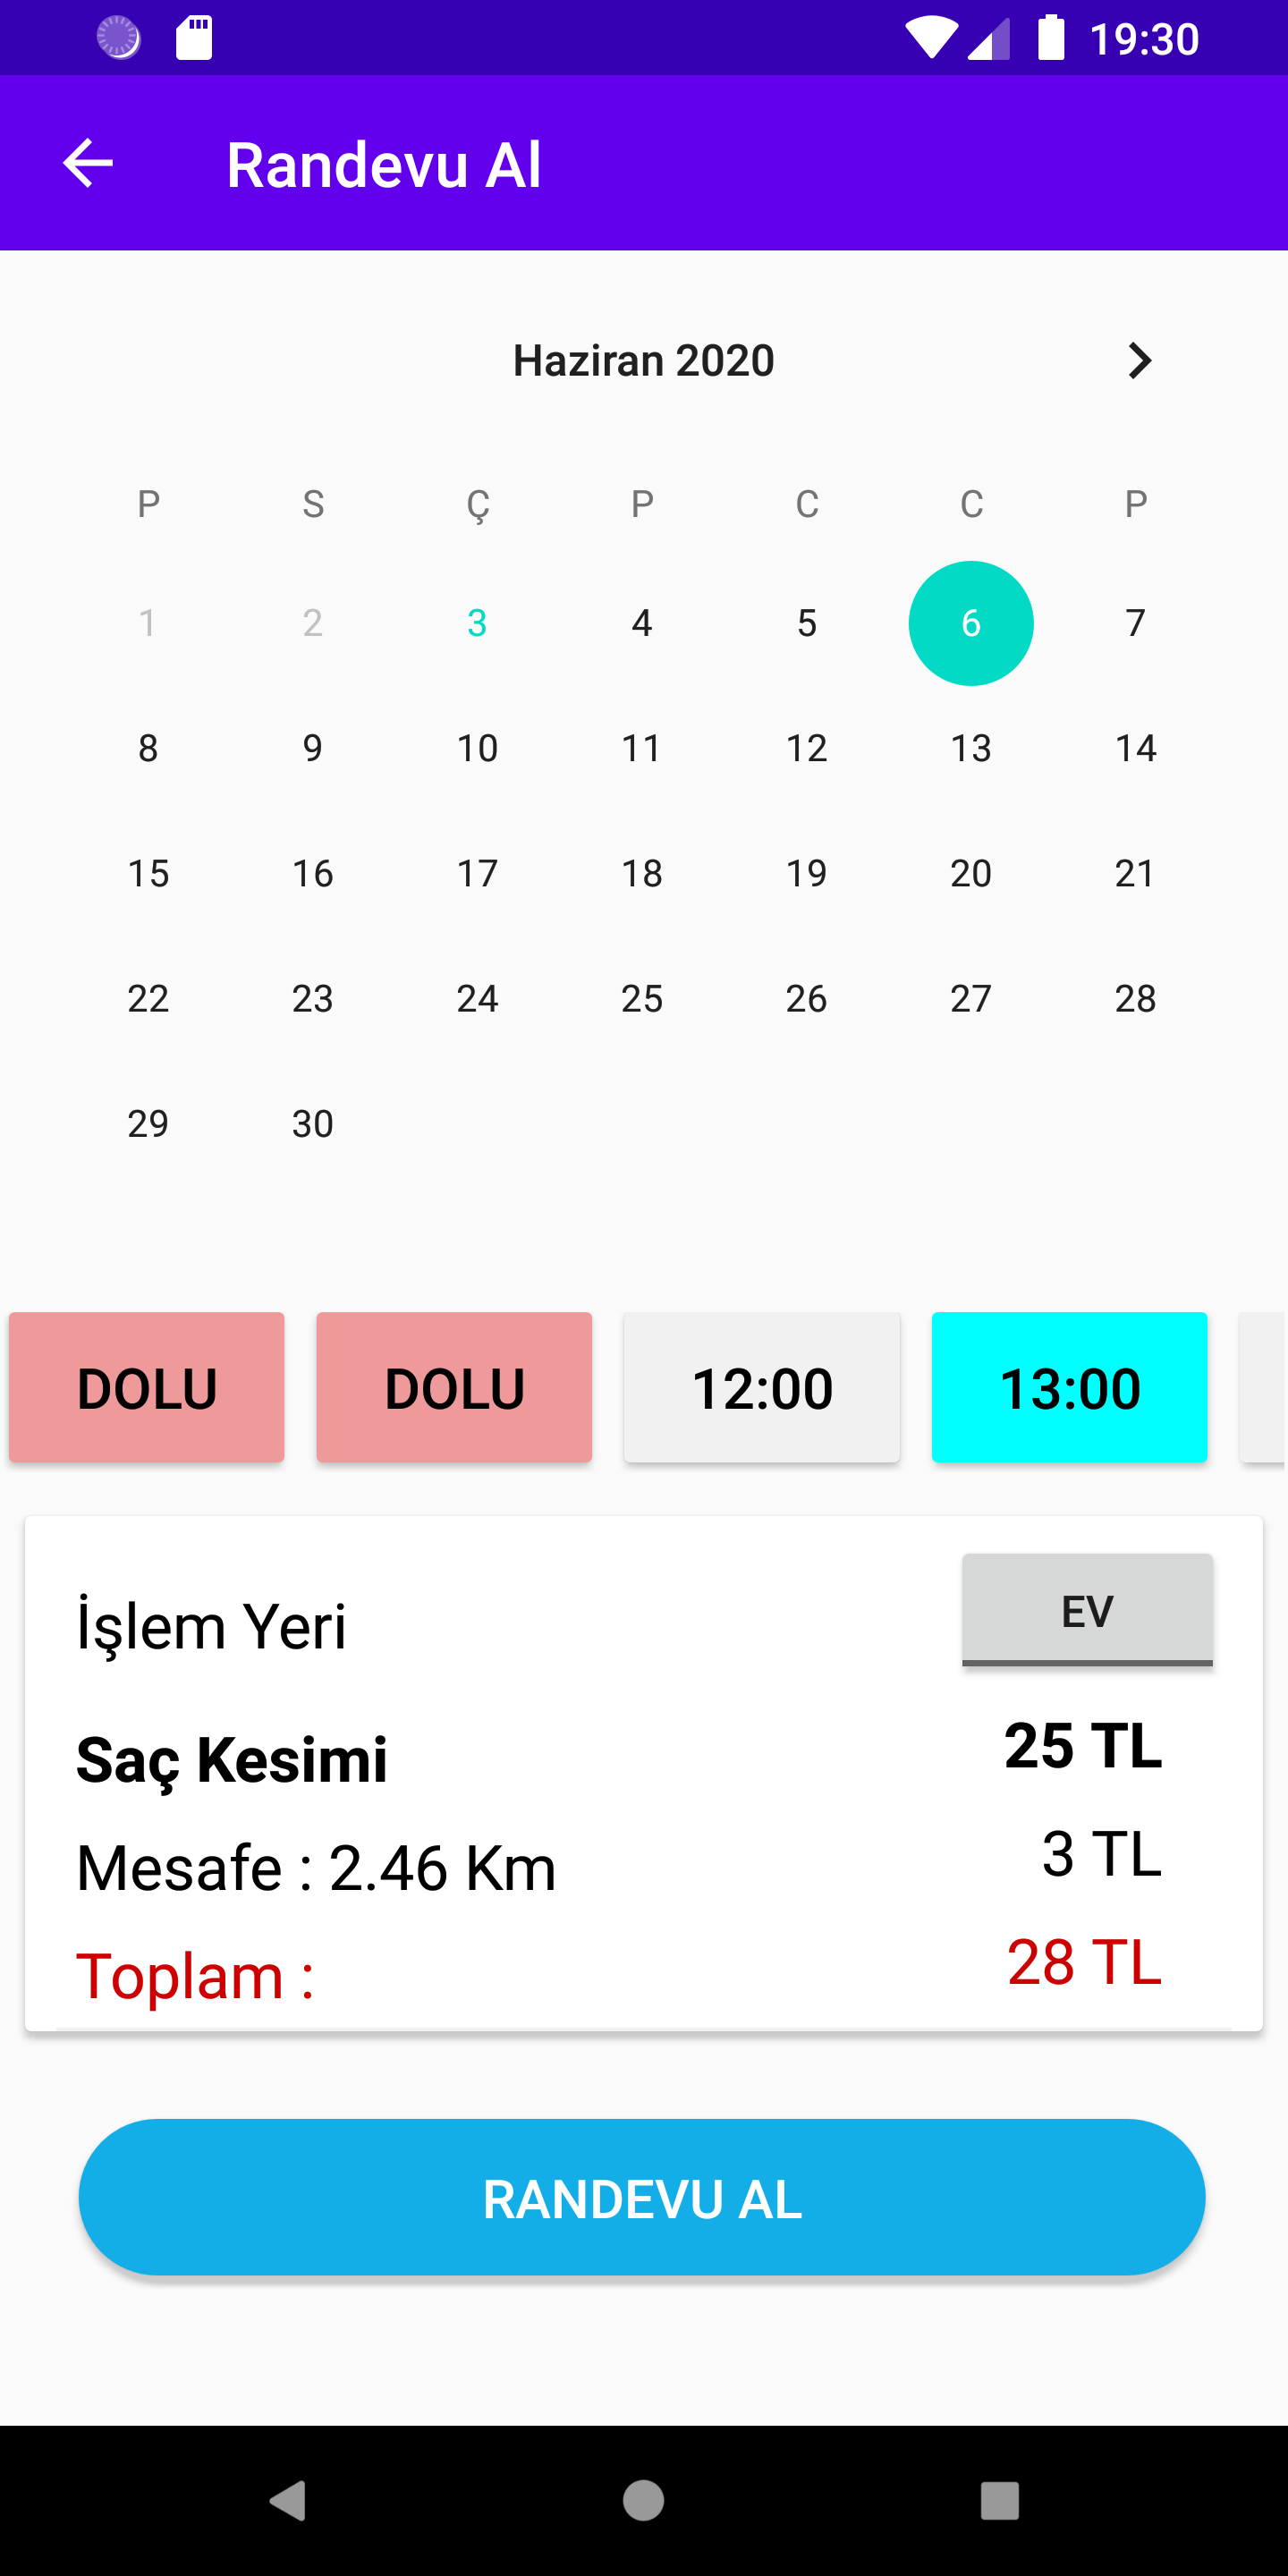 19:30
Randevu Al
Haziran 2020
P S Ç P C C P
1 2 3 4 5 6 7
8 9 10 11 12 13 14
15 16 17 18 19 20 21
22 23 24 25 26 27 28
29 30
DOLU DOLU 12:00 13:00
İşlem Yeri EV
Saç Kesimi 25 TL
Mesafe : 2.46 Km 3 TL
Toplam : 28 TL
RANDEVU AL